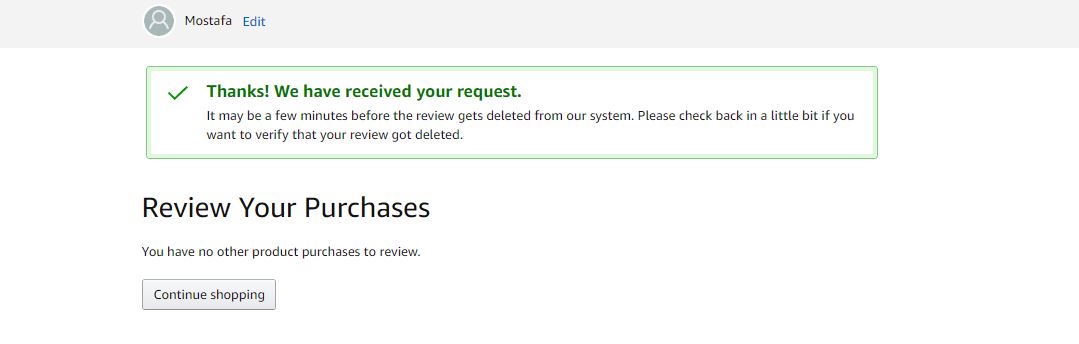 Mostafa Edit
Thanks! We have received your request.
It may be a few minutes before the review gets deleted from our system. Please check back in a little bit if you
want to verify that your review got deleted.
Review Your Purchases
You have no other product purchases to review.
Continue shopping